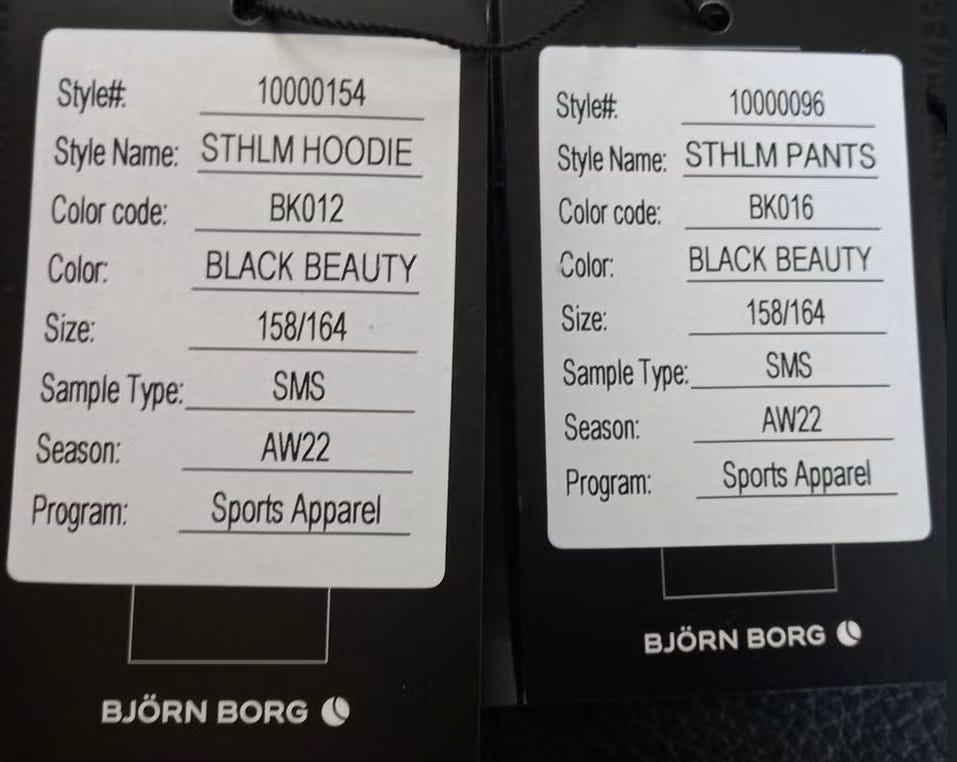 Style#: 10000154
Style Name: STHLM HOODIE
Color code: BK012
Color: BLACK BEAUTY
Size: 158/164
Sample Type: SMS
Season: AW22
Program: Sports Apparel
BJÖRN BORG
Style#: 10000096
Style Name: STHLM PANTS
Color code: BK016
Color: BLACK BEAUTY
Size: 158/164
Sample Type: SMS
Season: AW22
Program: Sports Apparel
BJÖRN BORG